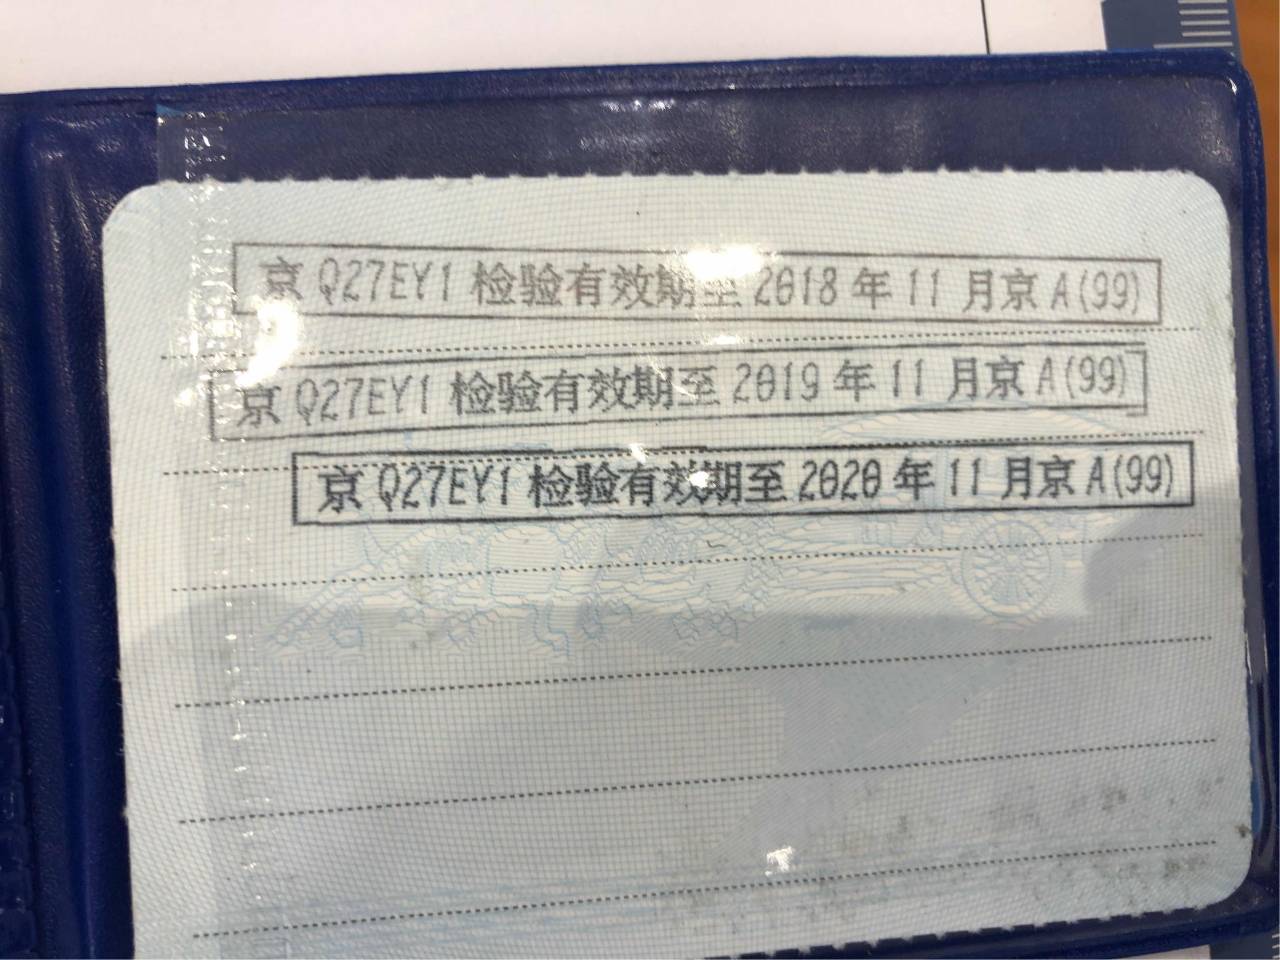 京 Q27EY1 检验有效期至 2018 年 11 月京 A(99)
京 Q27EY1 检验有效期至 2019 年 11 月京 A(99)
京 Q27EY1 检验有效期至 2020 年 11 月京 A(99)